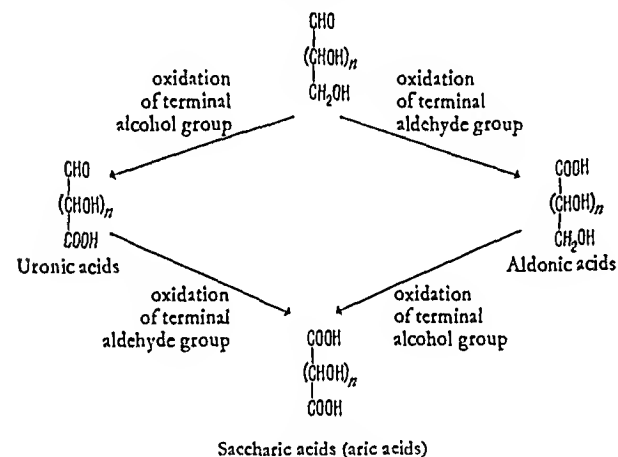 CHO
(CHOH)n
CH₂OH
oxidation
of terminal
alcohol group
oxidation
of terminal
aldehyde group
CHO
(CHOH)n
COOH
Uronic acids
COOH
(CHOH)n
CH₂OH
Aldonic acids
oxidation
of terminal
aldehyde group
oxidation
of terminal
alcohol group
COOH
(CHOH)n
COOH
Saccharic acids (aric acids)